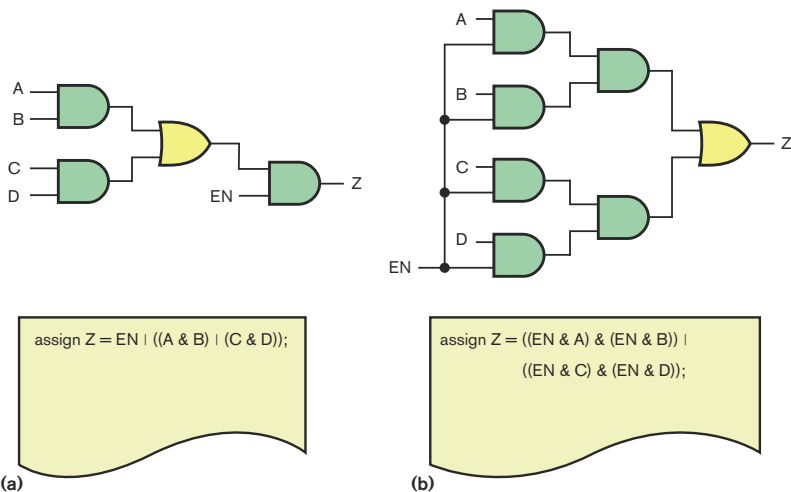 A
B
C
D
EN
Z
A
B
C
D
EN
Z
assign Z = EN | ((A & B) | (C & D));
assign Z = ((EN & A) & (EN & B)) |
((EN & C) & (EN & D));
(a)
(b)